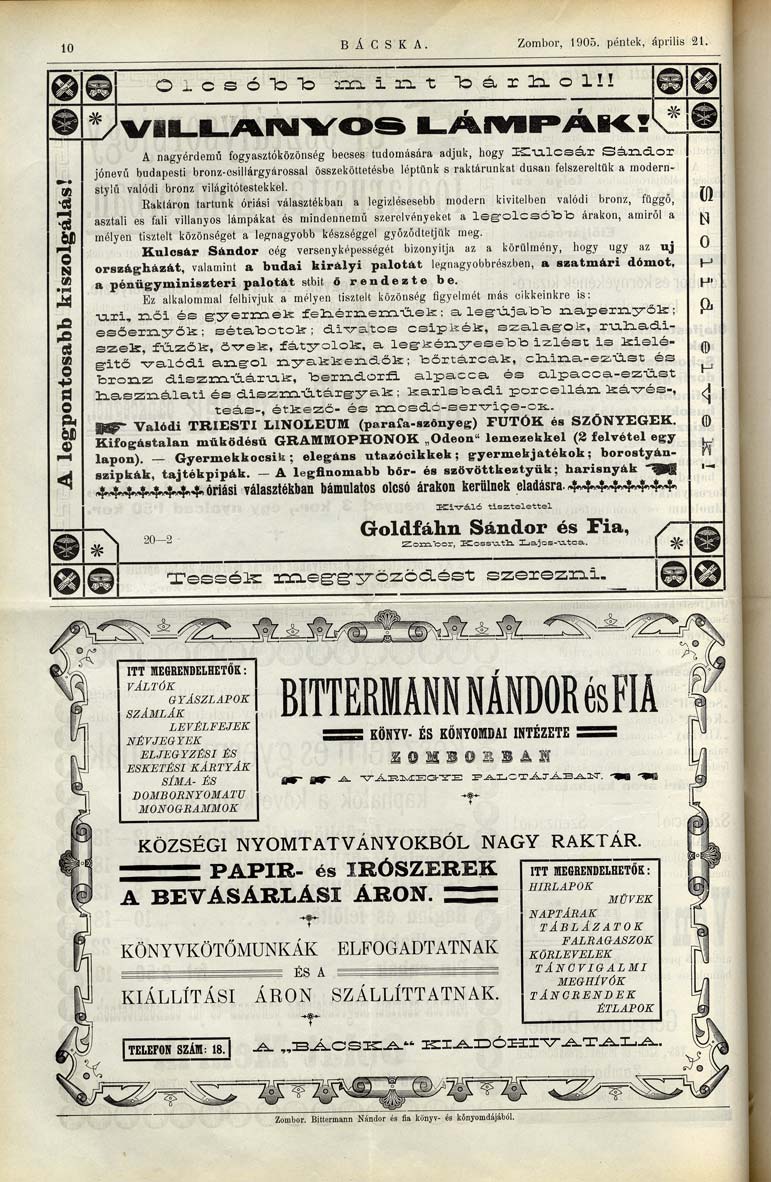 10
BÁCSKA.
Zombor, 1905. péntek, április 21.
Olcsóbb mint bárhol!!
VILLANYOS LÁMPÁK!
A legpontosabb kiszolgálás!
A nagyérdemű fogyasztóközönség becses tudomására adjuk, hogy Kulcsár Sándor
jónevű budapesti bronz-csillárgyárossal összeköttetésbe léptünk s raktárunkat dusan felszereltük a modern-
stylű valódi bronz világitótestekkel.
Raktáron tartunk óriási választékban a legizlésesebb modern kivitelben valódi bronz, függő,
asztali es fali villanyos lámpákat és mindennemű szerelvényeket a legolcsóbb árakon, amiről a
mélyen tisztelt közönséget a legnagyobb készséggel győződtetjük meg.
Kulcsár Sándor cég versenyképességét bizonyitja az a körülmény, hogy ugy az uj
országházát, valamint a budai királyi palotát legnagyobbrészben, a szatmári dómot,
a pénügyminiszteri palotát stbit ő rendezte be.
Ez alkalommal felhivjuk a mélyen tisztelt közönség figyelmét más cikkeinkre is:
uri, női és gyermek fehérneműek; a legújabb napernyők;
esőernyők; sétabotok; divatos csipkék, szalagok, ruhadi-
szek, fűzők, övek, fátyolok, a legkényesebb izlést is kielé-
gitő valódi angol nyakkendők; bőrtárcák, china-ezüst és
bronz diszműáruk, berndorfi alpacca és alpacca-ezüst
használati és diszműtárgyak; karlsbadi porcellán kávés-,
teás-, étkező- és mosdó-serviçe-ok.
Valódi TRIESTI LINOLEUM (parafa-szőnyeg) FUTÓK és SZŐNYEGEK.
Kifogástalan működésü GRAMMOPHONOK „Odeon" lemezekkel (2 felvétel egy
lapon). — Gyermekkocsik; elegáns utazócikkek; gyermekjátékok; borostyán-
szipkák, tajtékpipák. — A legfinomabb bőr- és szövöttkeztyük; harisnyák
óriási választékban bámulatos olcsó árakon kerülnek eladásra.
Kiváló tisztelettel
Goldfáhn Sándor és Fia,
20—2
Zombor, Kossuth Lajos-utca.
Szolid elvek!
Tessék meggyőződést szerezni.
ITT MEGRENDELHETŐK:
VÁLTÓK
GYÁSZLAPOK
SZÁMLÁK
LEVÉLFEJEK
NÉVJEGYEK
ELJEGYZÉSI ÉS
ESKETÉSI KÁRTYÁK
SÍMA- ÉS
DOMBORNYOMATU
MONOGRAMMOK
BITTERMANN NÁNDOR és FIA
KÖNYV- ÉS KŐNYOMDAI INTÉZETE
ZOMBORBAN
A VÁRMEGYE PALOTÁJÁBAN.
KÖZSÉGI NYOMTATVÁNYOKBÓL NAGY RAKTÁR.
PAPIR- és IRÓSZEREK
A BEVÁSÁRLÁSI ÁRON.
KÖNYVKÖTŐMUNKÁK ELFOGADTATNAK
ÉS A
KIÁLLÍTÁSI ÁRON SZÁLLÍTTATNAK.
ITT MEGRENDELHETŐK:
HIRLAPOK
MŰVEK
NAPTÁRAK
TÁBLÁZATOK
FALRAGASZOK
KÖRLEVELEK
TÁNCVIGALMI
MEGHÍVÓK
TÁNCRENDEK
ÉTLAPOK
TELEFON SZÁM: 18.
A „BÁCSKA" KIADÓHIVATALA.
Zombor. Bittermann Nándor és fia könyv- és kőnyomdájából.